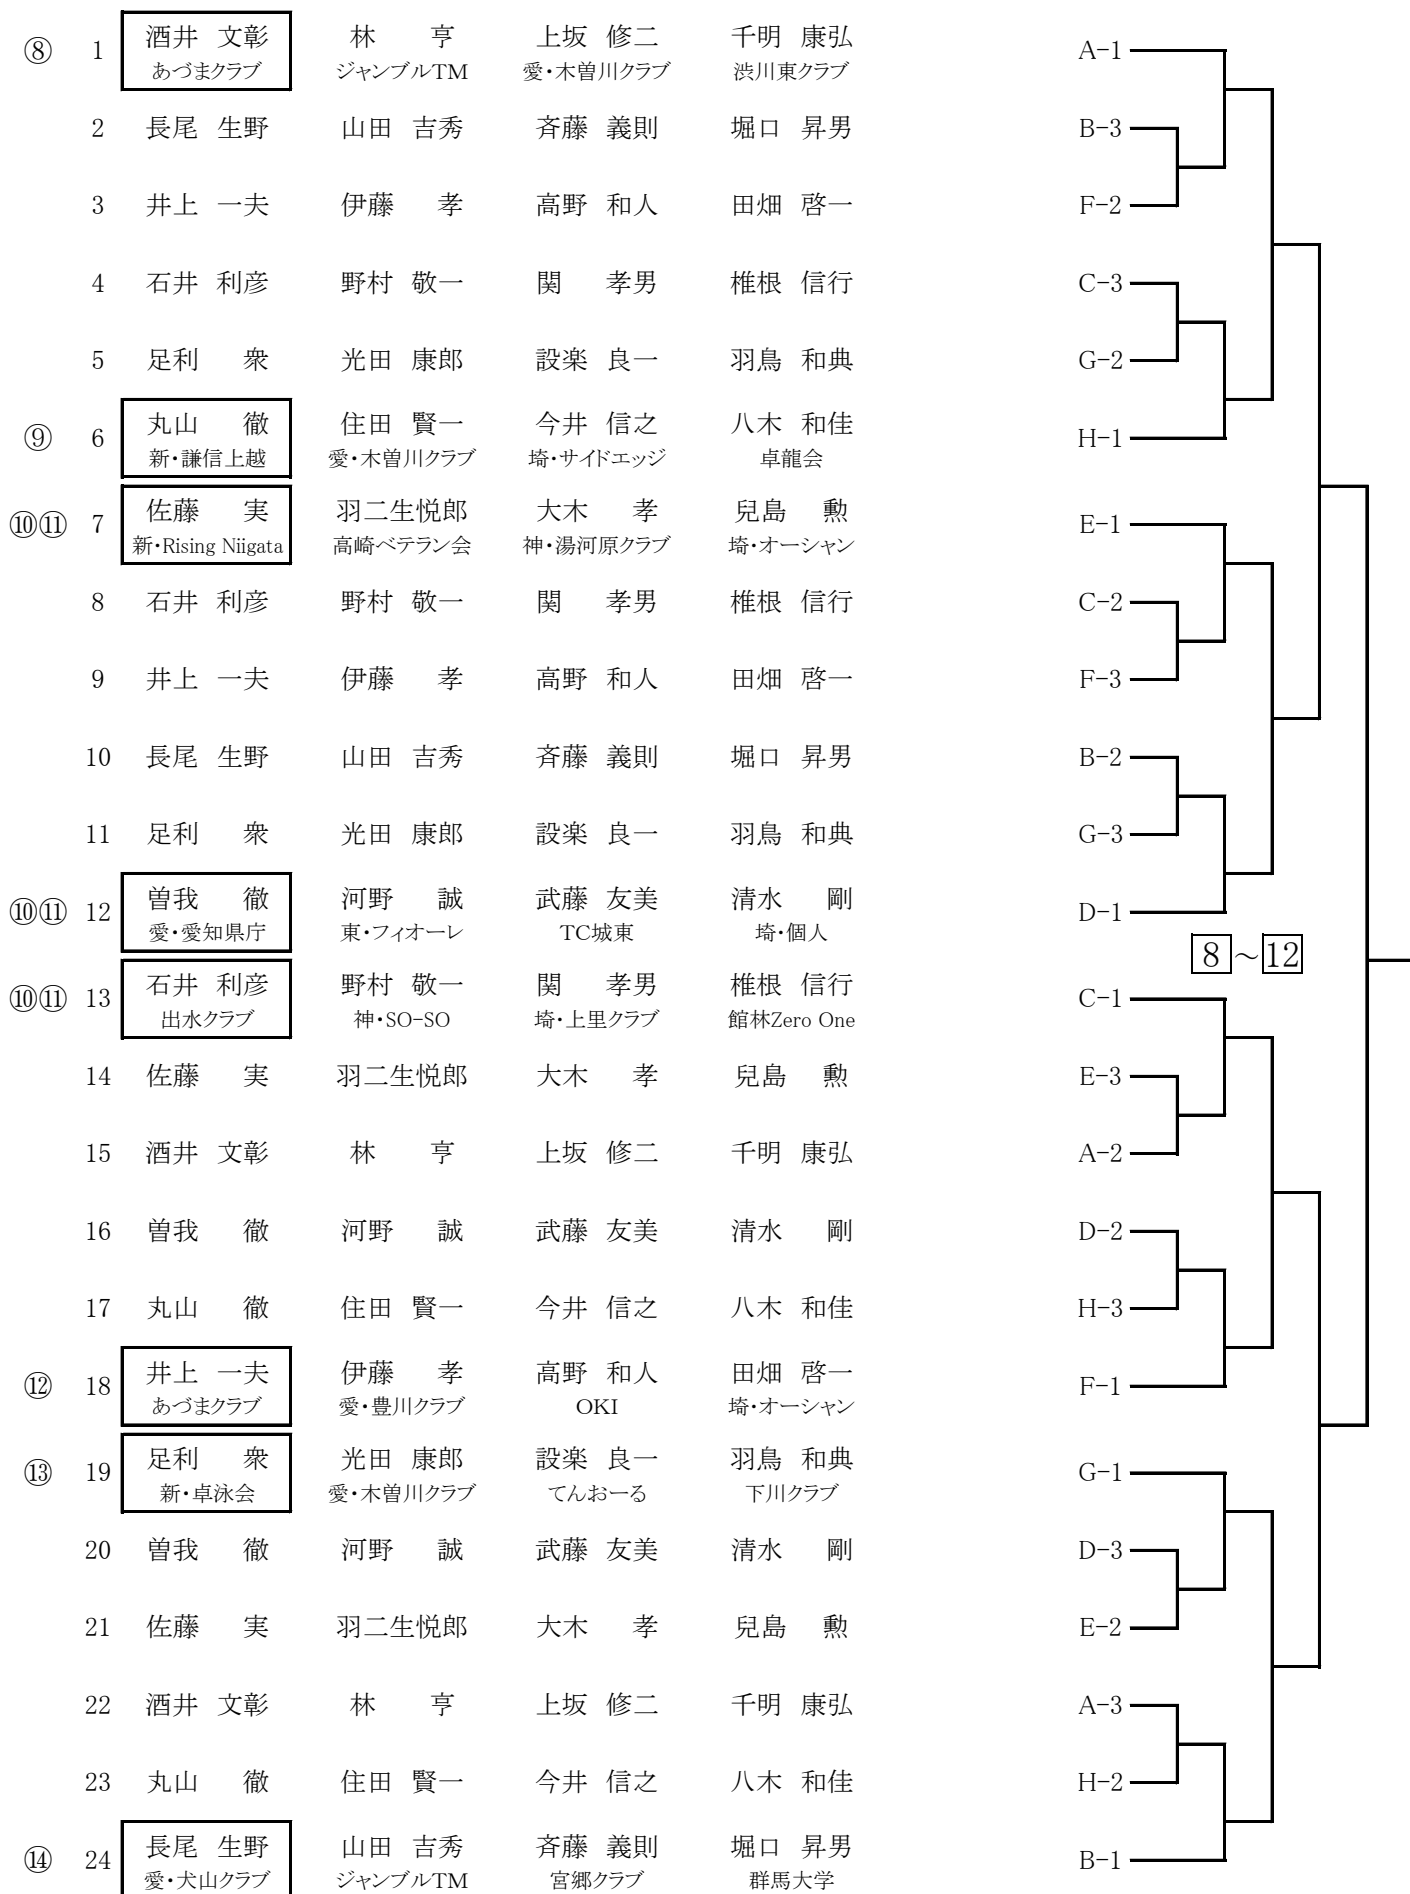 ⑧ 1 酒井 文彰 林 亨 上坂 修二 千明 康弘 A-1
あづまクラブ ジャンブルTM 愛・木曽川クラブ 渋川東クラブ
2 長尾 生野 山田 吉秀 斉藤 義則 堀口 昇男 B-3
3 井上 一夫 伊藤 孝 高野 和人 田畑 啓一 F-2
4 石井 利彦 野村 敬一 関 孝男 椎根 信行 C-3
5 足利 衆 光田 康郎 設楽 良一 羽鳥 和典 G-2
⑨ 6 丸山 徹 住田 賢一 今井 信之 八木 和佳 H-1
新・謙信上越 愛・木曽川クラブ 埼・サイドエッジ 卓龍会
⑩⑪ 7 佐藤 実 羽二生悦郎 大木 孝 兒島 勲 E-1
新・Rising Niigata 高崎ベテラン会 神・湯河原クラブ 埼・オーシャン
8 石井 利彦 野村 敬一 関 孝男 椎根 信行 C-2
9 井上 一夫 伊藤 孝 高野 和人 田畑 啓一 F-3
10 長尾 生野 山田 吉秀 斉藤 義則 堀口 昇男 B-2
11 足利 衆 光田 康郎 設楽 良一 羽鳥 和典 G-3
⑩⑪ 12 曽我 徹 河野 誠 武藤 友美 清水 剛 D-1
愛・愛知県庁 東・フィオーレ TC城東 埼・個人
8～12
⑩⑪ 13 石井 利彦 野村 敬一 関 孝男 椎根 信行 C-1
出水クラブ 神・SO-SO 埼・上里クラブ 館林Zero One
14 佐藤 実 羽二生悦郎 大木 孝 兒島 勲 E-3
15 酒井 文彰 林 亨 上坂 修二 千明 康弘 A-2
16 曽我 徹 河野 誠 武藤 友美 清水 剛 D-2
17 丸山 徹 住田 賢一 今井 信之 八木 和佳 H-3
⑫ 18 井上 一夫 伊藤 孝 高野 和人 田畑 啓一 F-1
あづまクラブ 愛・豊川クラブ OKI 埼・オーシャン
⑬ 19 足利 衆 光田 康郎 設楽 良一 羽鳥 和典 G-1
新・卓泳会 愛・木曽川クラブ てんおーる 下川クラブ
20 曽我 徹 河野 誠 武藤 友美 清水 剛 D-3
21 佐藤 実 羽二生悦郎 大木 孝 兒島 勲 E-2
22 酒井 文彰 林 亨 上坂 修二 千明 康弘 A-3
23 丸山 徹 住田 賢一 今井 信之 八木 和佳 H-2
⑭ 24 長尾 生野 山田 吉秀 斉藤 義則 堀口 昇男 B-1
愛・犬山クラブ ジャンブルTM 宮郷クラブ 群馬大学